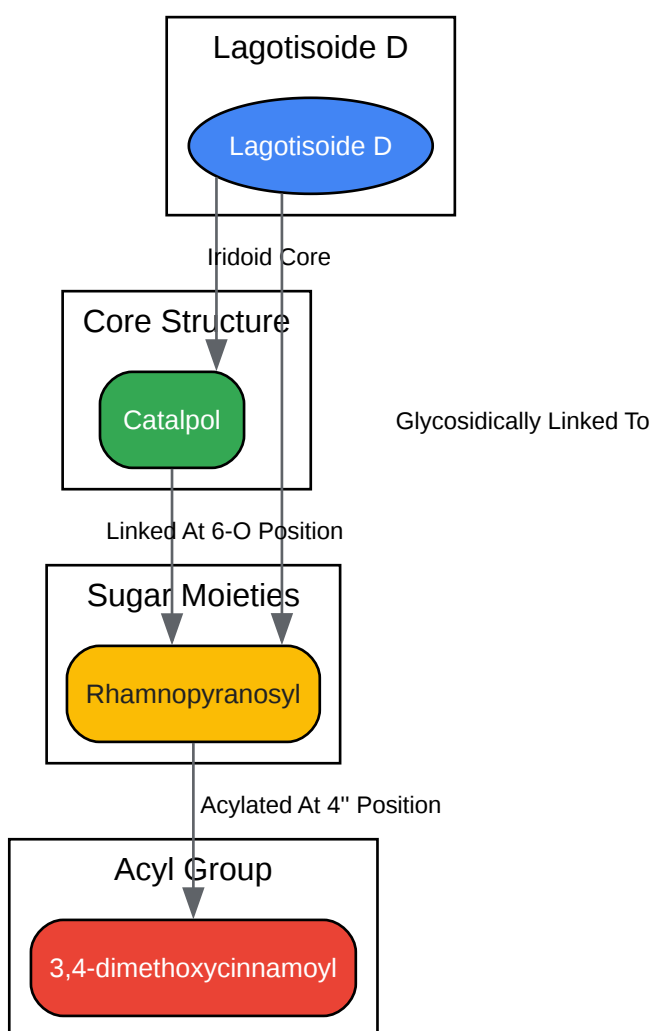 Lagotisoide D
Lagotisoide D
Iridoid Core
Core Structure
Catalpol
Glycosidically Linked To
Linked At 6-O Position
Sugar Moieties
Rhamnopyranosyl
Acylated At 4" Position
Acyl Group
3,4-dimethoxycinnamoyl